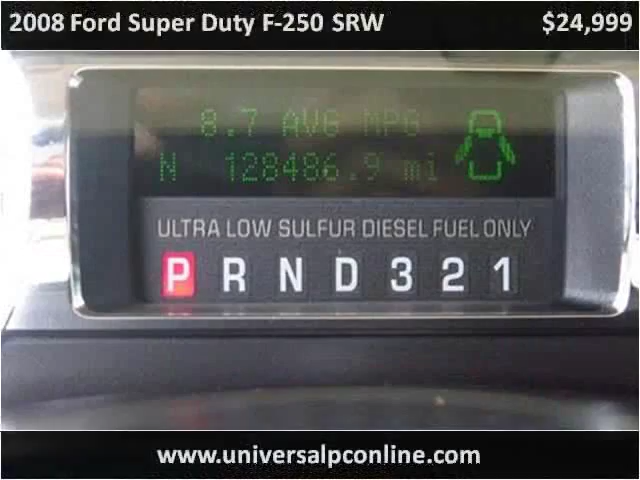 2008 Ford Super Duty F-250 SRW $24,999
8.7 AVG MPG
N 128486.9 mi
ULTRA LOW SULFUR DIESEL FUEL ONLY
P R N D 3 2 1
www.universalpconline.com